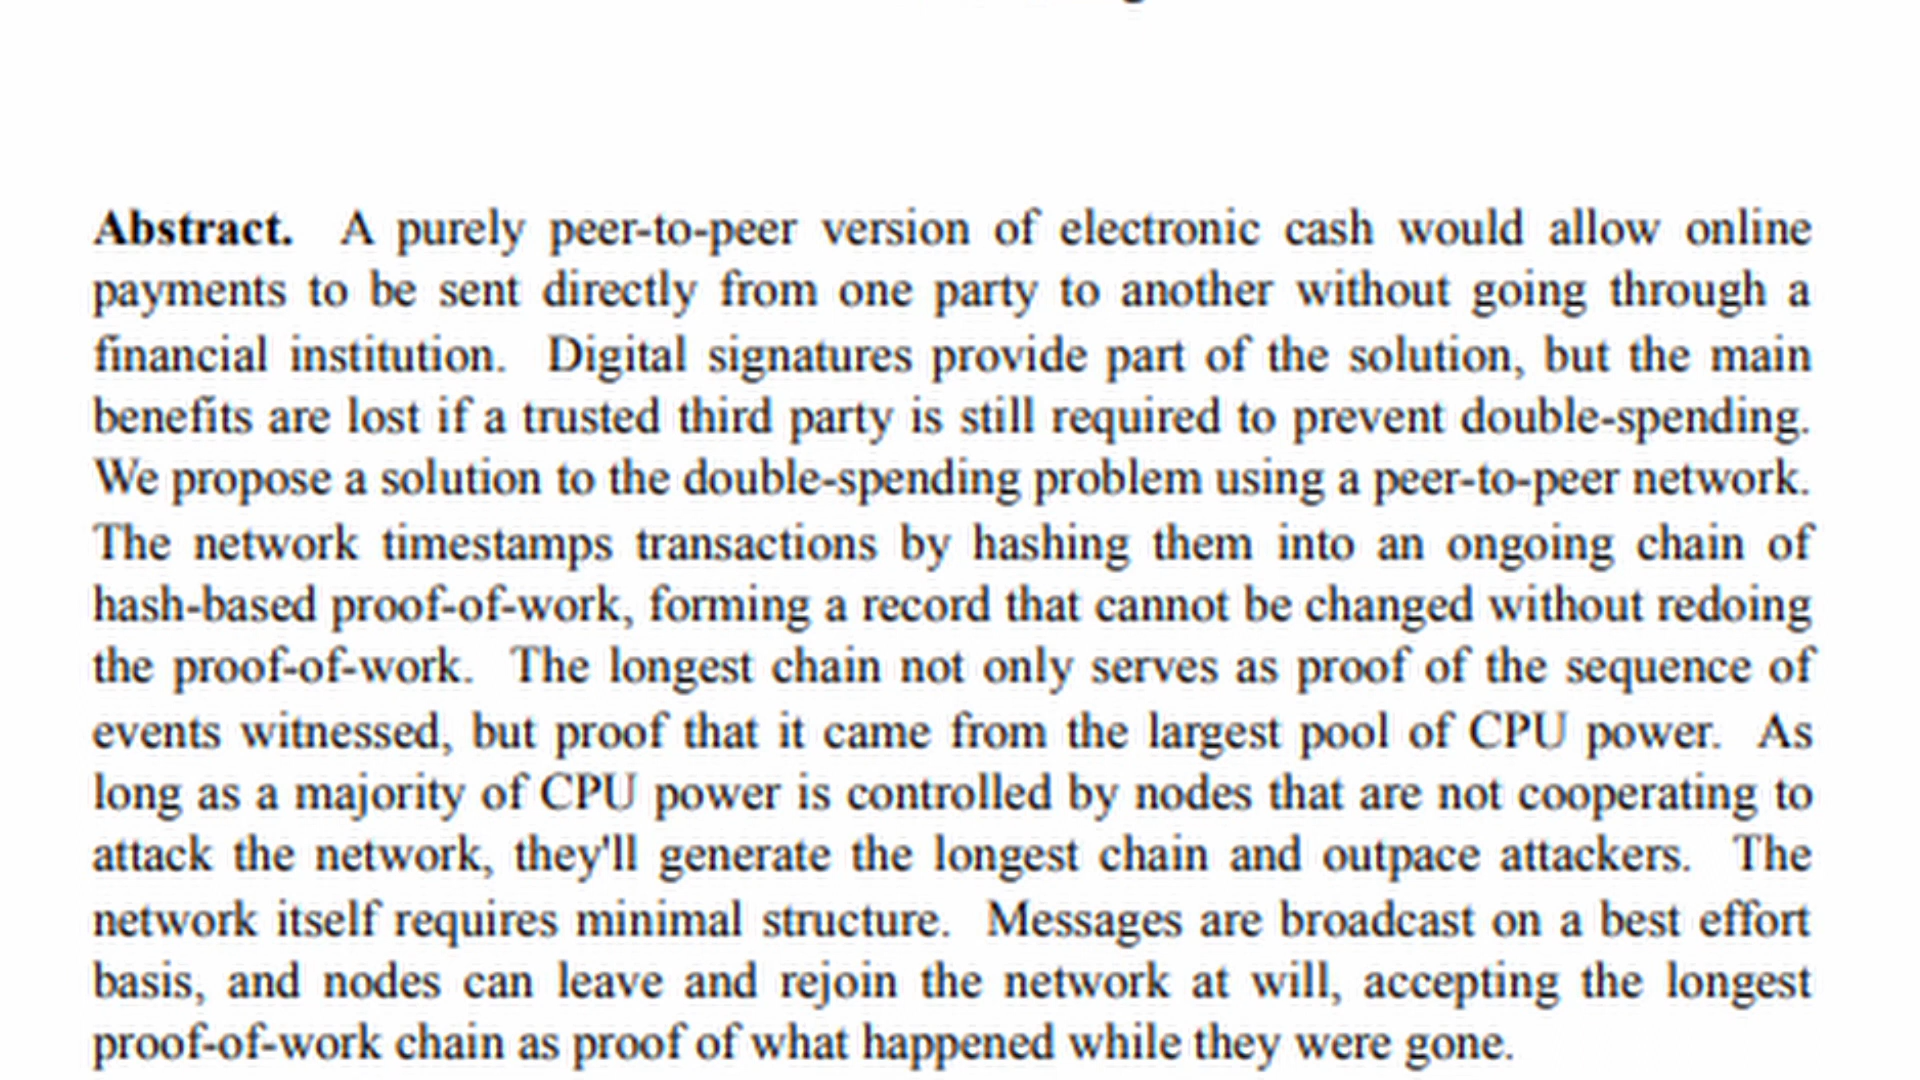 Abstract. A purely peer-to-peer version of electronic cash would allow online
payments to be sent directly from one party to another without going through a
financial institution. Digital signatures provide part of the solution, but the main
benefits are lost if a trusted third party is still required to prevent double-spending.
We propose a solution to the double-spending problem using a peer-to-peer network.
The network timestamps transactions by hashing them into an ongoing chain of
hash-based proof-of-work, forming a record that cannot be changed without redoing
the proof-of-work. The longest chain not only serves as proof of the sequence of
events witnessed, but proof that it came from the largest pool of CPU power. As
long as a majority of CPU power is controlled by nodes that are not cooperating to
attack the network, they'll generate the longest chain and outpace attackers. The
network itself requires minimal structure. Messages are broadcast on a best effort
basis, and nodes can leave and rejoin the network at will, accepting the longest
proof-of-work chain as proof of what happened while they were gone.